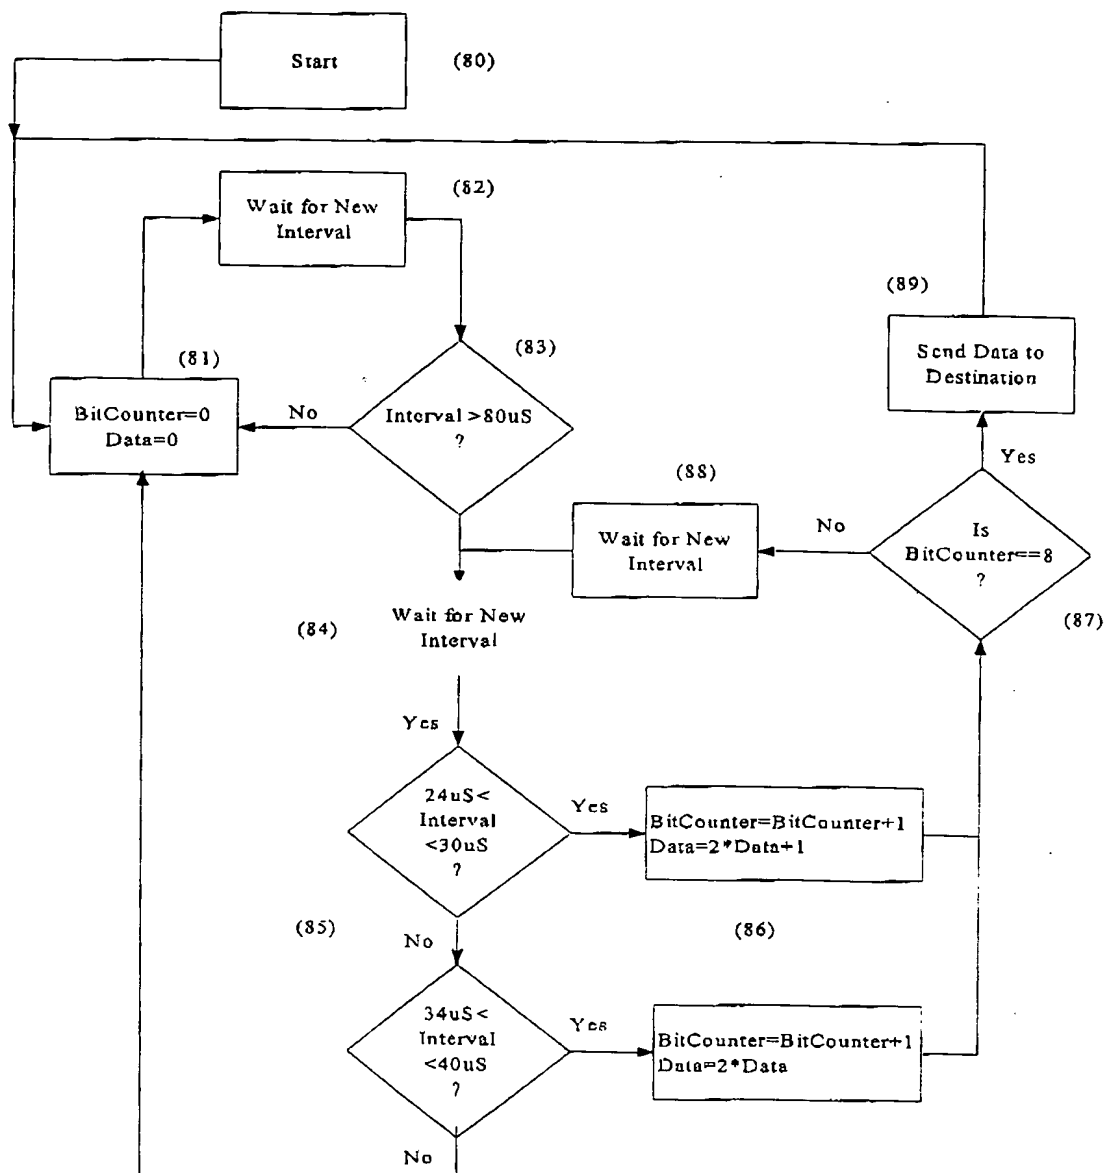 Start
(80)
(82)
Wait for New
Interval
(83)
Interval >80uS
?
No
(81)
BitCounter=0
Data=0
(89)
Send Data to
Destination
Yes
Is
BitCounter==8
?
(87)
No
(88)
Wait for New
Interval
(84)
Wait for New
Interval
Yes
24uS<
Interval
<30uS
?
Yes
BitCounter=BitCounter+1
Data=2*Data+1
(85)
No
(86)
34uS<
Interval
<40uS
?
Yes
BitCounter=BitCounter+1
Data=2*Data
No